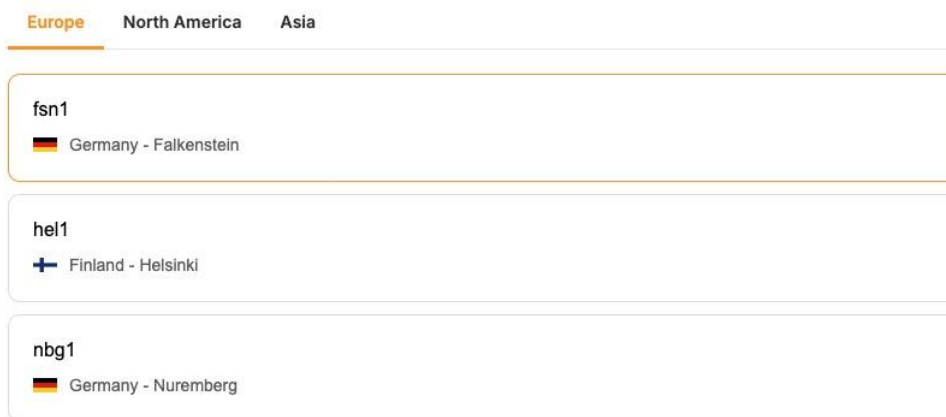 Europe North America Asia
fsn1
Germany - Falkenstein
hel1
Finland - Helsinki
nbg1
Germany - Nuremberg